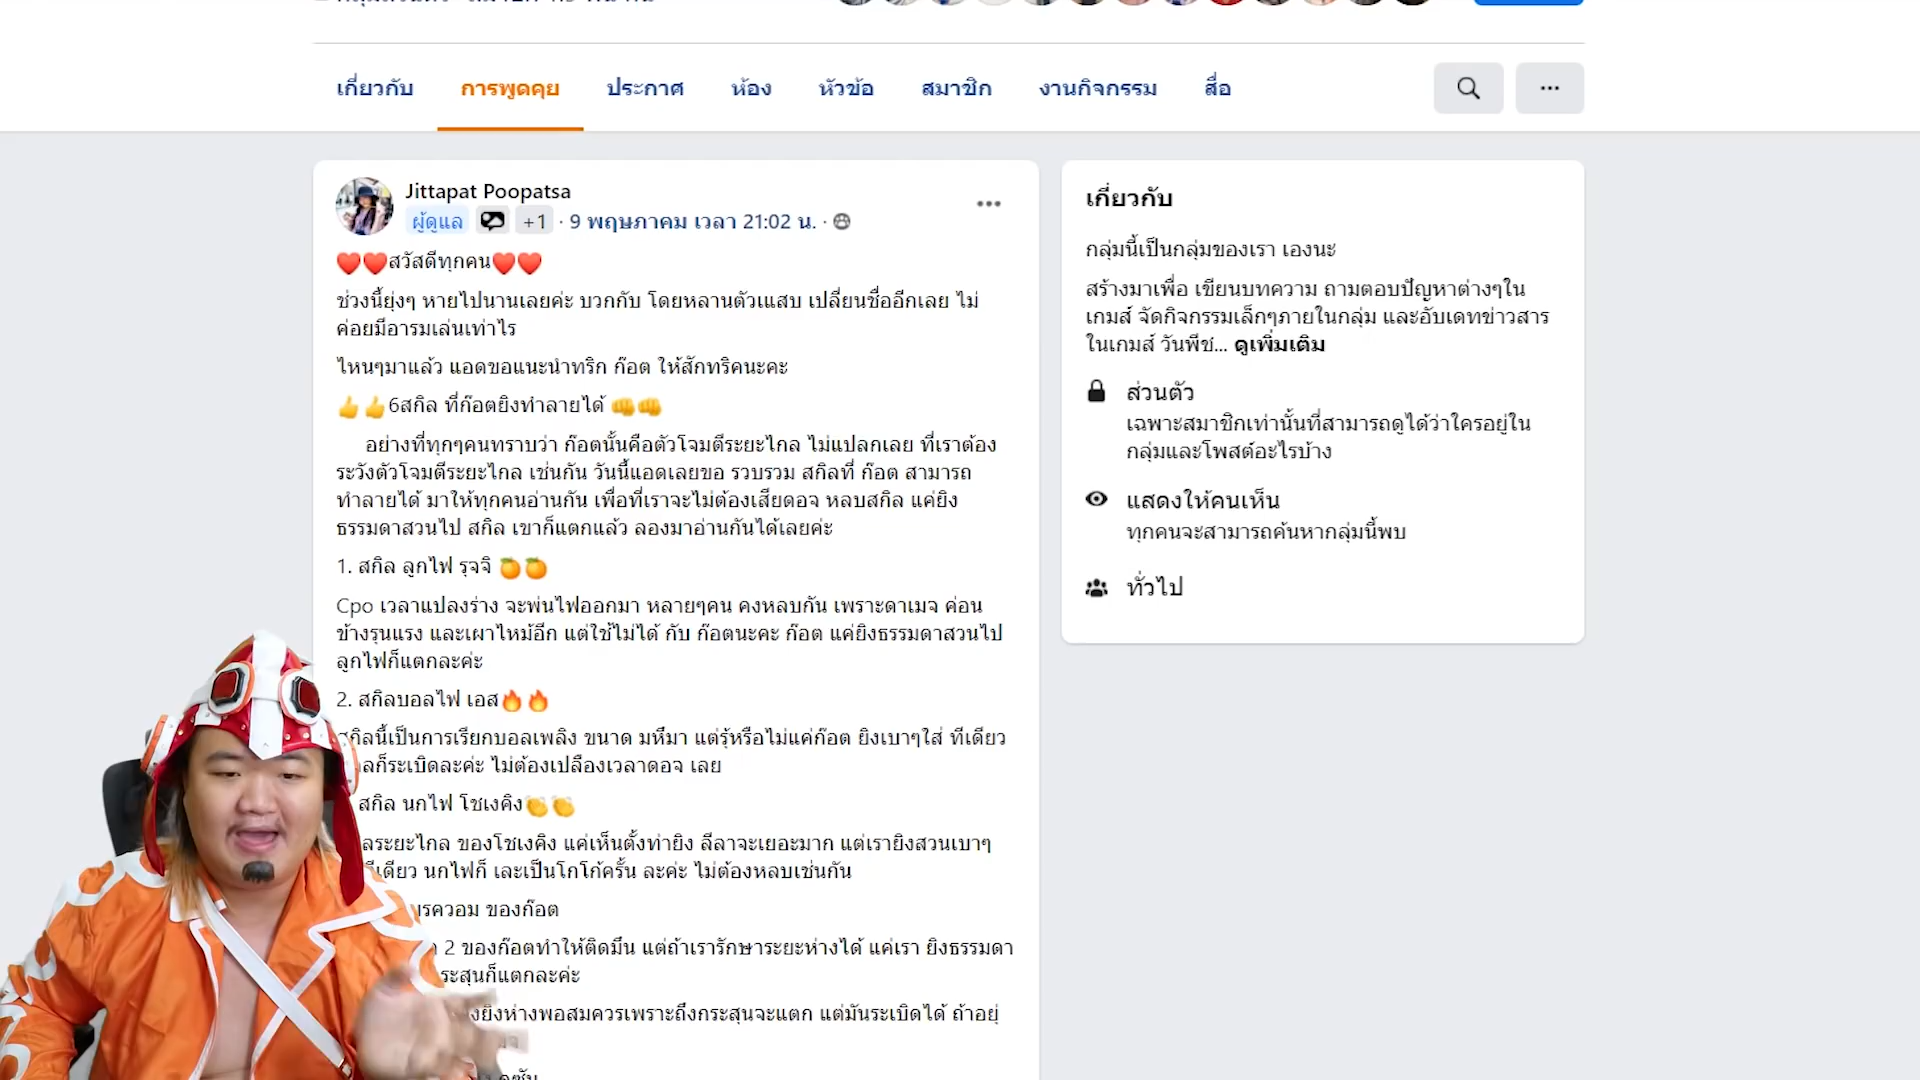 เกี่ยวกับ
การพูดคุย
ประกาศ
ห้อง
หัวข้อ
สมาชิก
งานกิจกรรม
สื่อ
Jittapat Poopatsa
ผู้ดูแล +1 · 9 พฤษภาคม เวลา 21:02 น. ·
❤️❤️สวัสดีทุกคน❤️❤️
ช่วงนี้ยุ่งๆ หายไปนานเลยค่ะ บวกกับ โดยหลานตัวแสบ เปลี่ยนชื่ออีกเลย ไม่
ค่อยมีอารมเล่นเท่าไร
ไหนๆมาแล้ว แอดขอแนะนำทริก ก๊อต ให้สักทริคนะคะ
👍👍6สกิล ที่ก๊อตยิงทำลายได้ 👊👊
อย่างที่ทุกๆคนทราบว่า ก๊อตนั้นคือตัวโจมตีระยะไกล ไม่แปลกเลย ที่เราต้อง
ระวังตัวโจมตีระยะไกล เช่นกัน วันนี้แอดเลยขอ รวบรวม สกิลที่ ก๊อต สามารถ
ทำลายได้ มาให้ทุกคนอ่านกัน เพื่อที่เราจะไม่ต้องเสียดอจ หลบสกิล แค่ยิง
ธรรมดาสวนไป สกิล เขาก็แตกแล้ว ลองมาอ่านกันได้เลยค่ะ
1. สกิล ลูกไฟ รุจจิ 🍊🍊
Cpo เวลาแปลงร่าง จะพ่นไฟออกมา หลายๆคน คงหลบกัน เพราะดาเมจ ค่อน
ข้างรุนแรง และเผาไหม้อีก แต่ใช้ไม่ได้ กับ ก๊อตนะคะ ก๊อต แค่ยิงธรรมดาสวนไป
ลูกไฟก็แตกละค่ะ
2. สกิลบอลไฟ เอส🔥🔥
สกิลนี้เป็นการเรียกบอลเพลิง ขนาด มหึมา แต่รุ้หรือไม่แค่ก๊อต ยิงเบาๆใส่ ทีเดียว
ลก็ระเบิดละค่ะ ไม่ต้องเปลืองเวลาดอจ เลย
สกิล นกไฟ โชเงคิง👏👏
ลระยะไกล ของโชเงคิง แค่เห็นตั้งท่ายิง ลีลาจะเยอะมาก แต่เรายิงสวนเบาๆ
เดียว นกไฟก็ เละเป็นโกโก้ครั้น ละค่ะ ไม่ต้องหลบเช่นกัน
รควอม ของก๊อต
2 ของก๊อตทำให้ติดมึน แต่ถ้าเรารักษาระยะห่างได้ แค่เรา ยิงธรรมดา
ระสุนก็แตกละค่ะ
งยิงห่างพอสมควรเพราะถึงกระสุนจะแตก แต่มันระเบิดได้ ถ้าอยู่
เกี่ยวกับ
กลุ่มนี้เป็นกลุ่มของเรา เองนะ
สร้างมาเพื่อ เขียนบทความ ถามตอบปัญหาต่างๆใน
เกมส์ จัดกิจกรรมเล็กๆภายในกลุ่ม และอับเดทข่าวสาร
ในเกมส์ วันพีช... ดูเพิ่มเติม
ส่วนตัว
เฉพาะสมาชิกเท่านั้นที่สามารถดูได้ว่าใครอยู่ใน
กลุ่มและโพสต์อะไรบ้าง
แสดงให้คนเห็น
ทุกคนจะสามารถค้นหากลุ่มนี้พบ
ทั่วไป